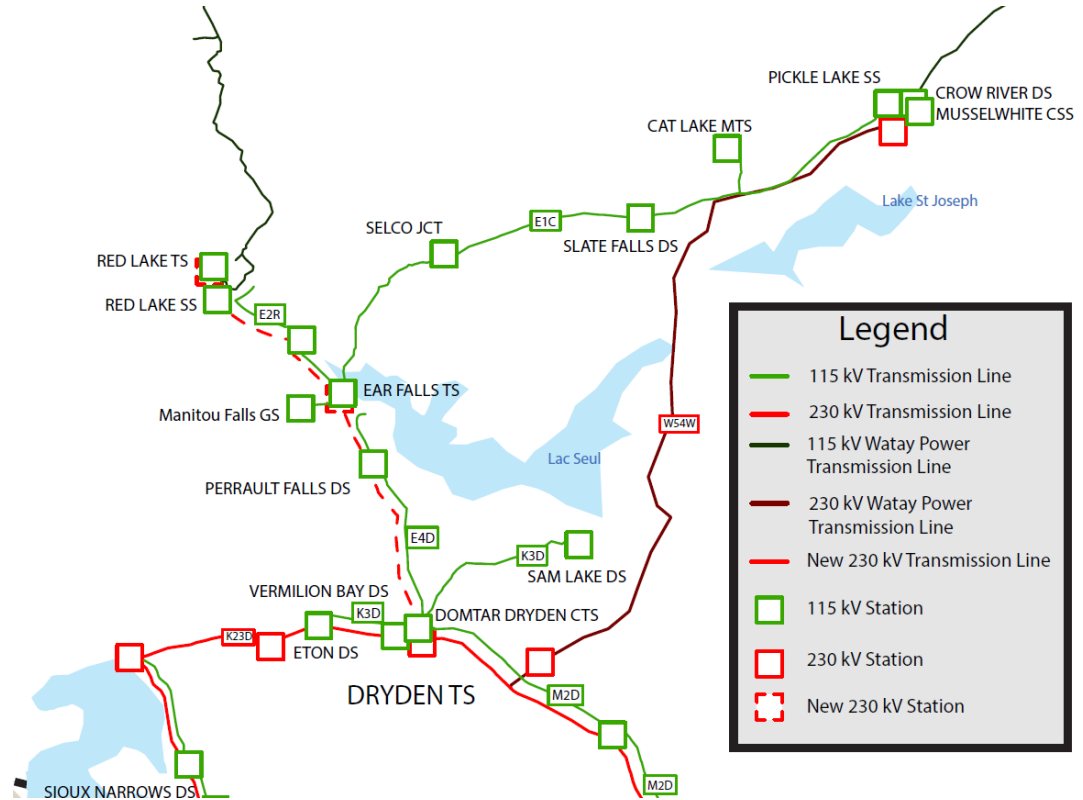 PICKLE LAKE SS
CROW RIVER DS
MUSSELWHITE CSS
CAT LAKE MTS
Lake St Joseph
SELCO JCT
E1C
SLATE FALLS DS
RED LAKE TS
RED LAKE SS
E2R
EAR FALLS TS
Manitou Falls GS
W54W
Lac Seul
PERRAULT FALLS DS
E4D
K3D
SAM LAKE DS
VERMILION BAY DS
K3D
DOMTAR DRYDEN CTS
K23D
ETON DS
DRYDEN TS
M2D
M2D
SIOUX NARROWS DS
Legend
115 kV Transmission Line
230 kV Transmission Line
115 kV Watay Power
Transmission Line
230 kV Watay Power
Transmission Line
New 230 kV Transmission Line
115 kV Station
230 kV Station
New 230 kV Station